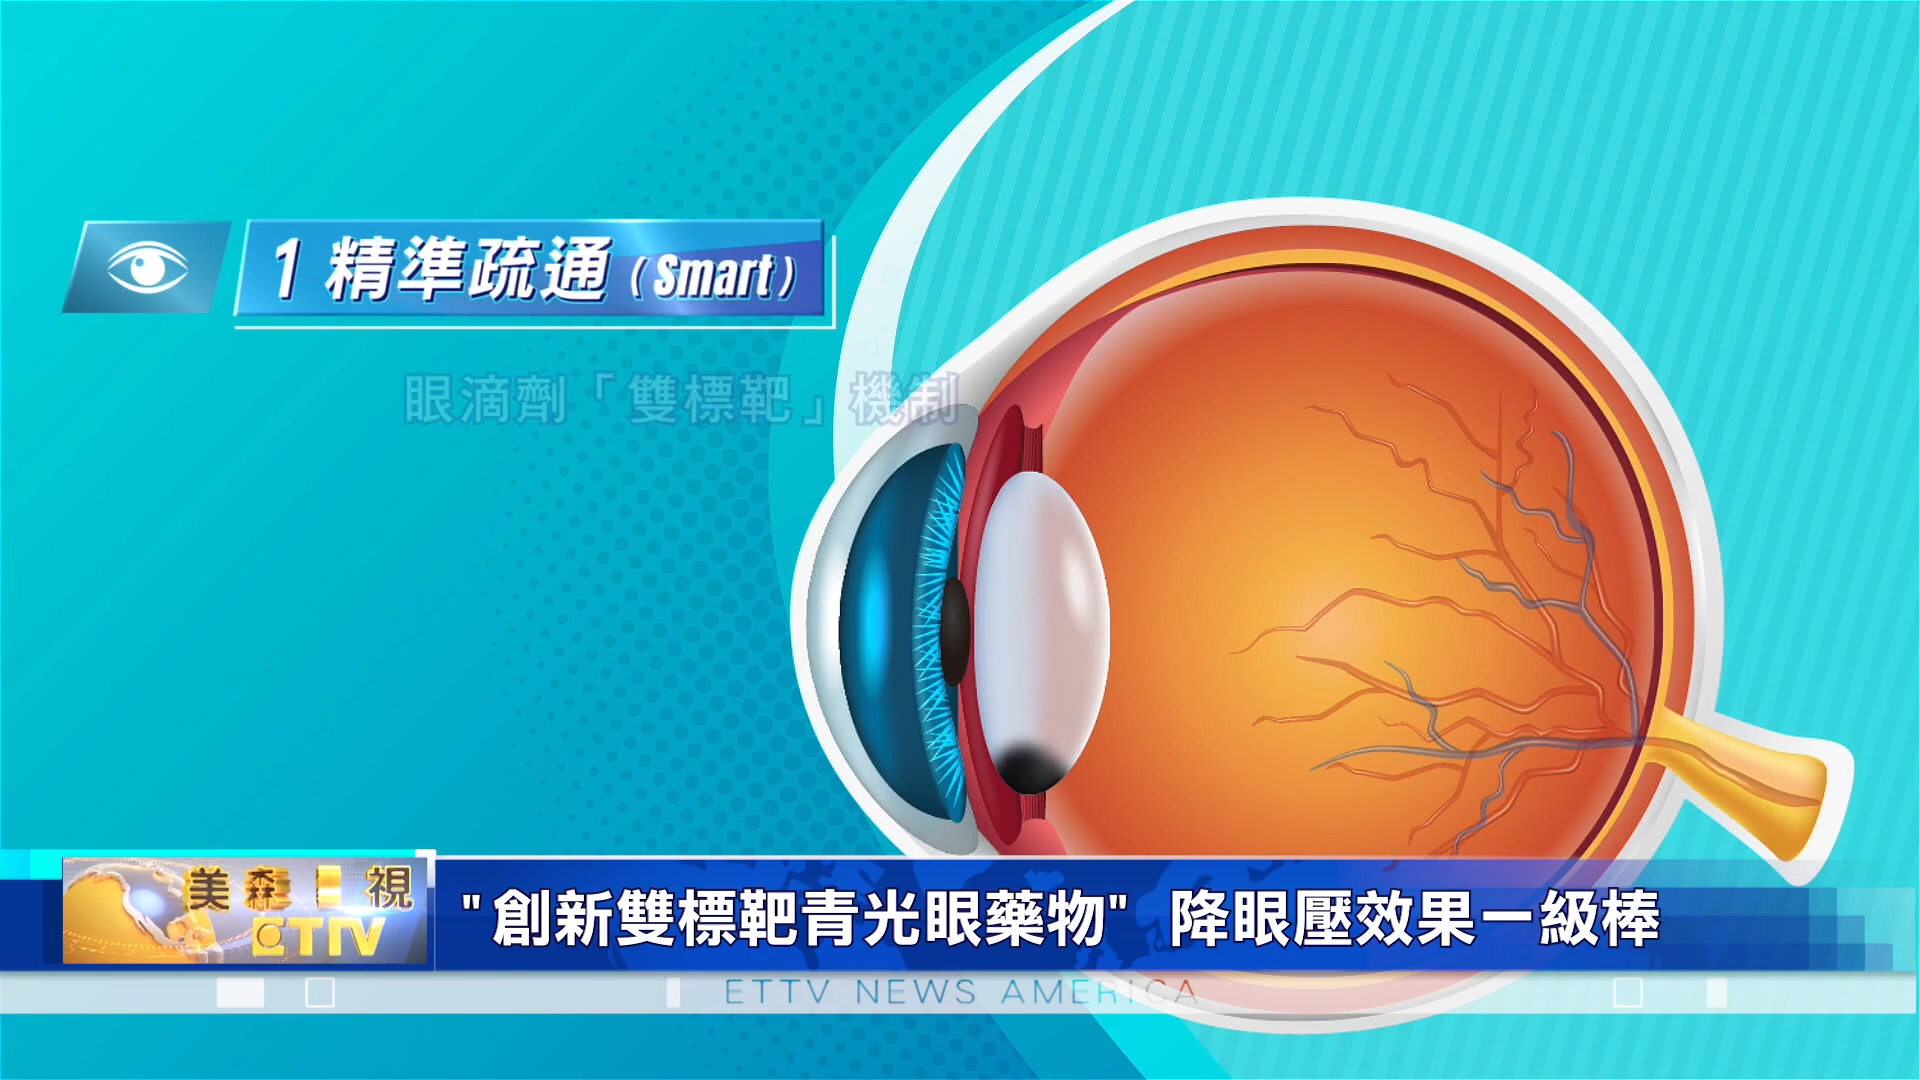 1 精準疏通（Smart）
眼滴劑「雙標靶」機制
美森 視
ETTV
"創新雙標靶青光眼藥物" 降眼壓效果一級棒
ETTV NEWS AMERICA